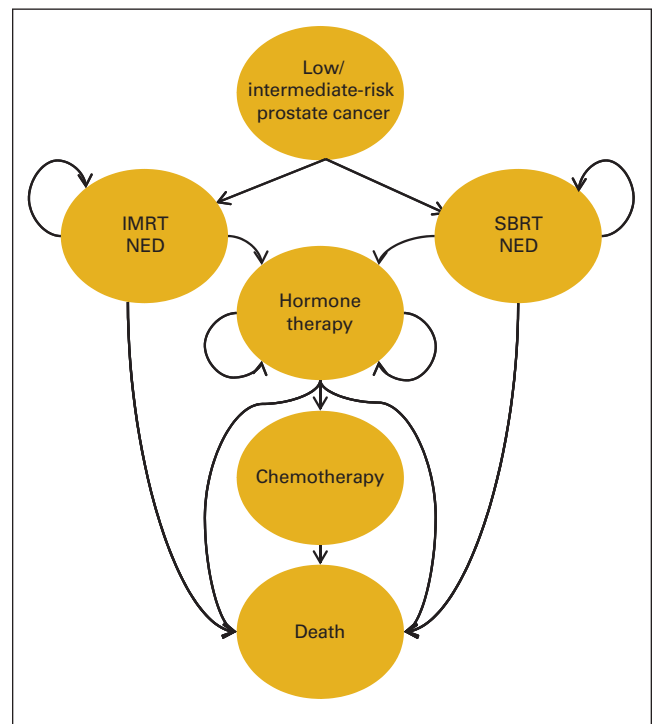 Low/
intermediate-risk
prostate cancer
IMRT
NED
SBRT
NED
Hormone
therapy
Chemotherapy
Death